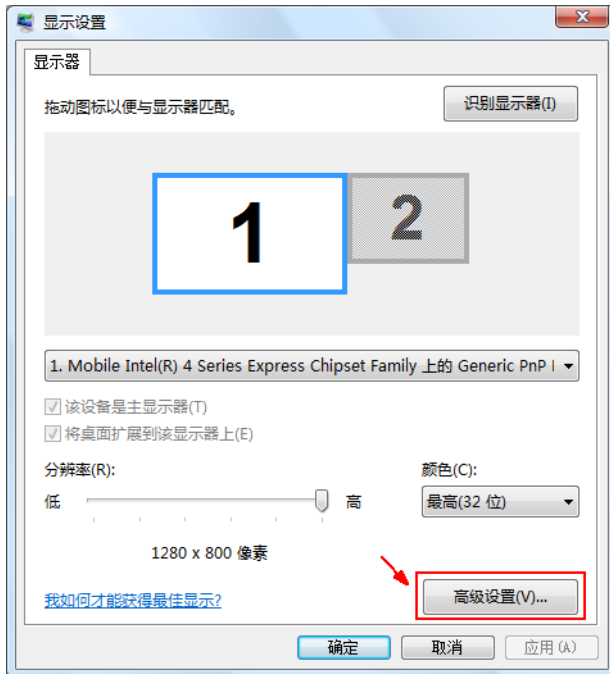 显示设置
显示器
拖动图标以便与显示器匹配。
识别显示器(I)
1
2
1. Mobile Intel(R) 4 Series Express Chipset Family 上的 Generic PnP
该设备是主显示器(T)
将桌面扩展到该显示器上(E)
分辨率(R):
颜色(C):
低
高
最高(32 位)
1280 x 800 像素
我如何才能获得最佳显示?
高级设置(V)...
确定
取消
应用(A)